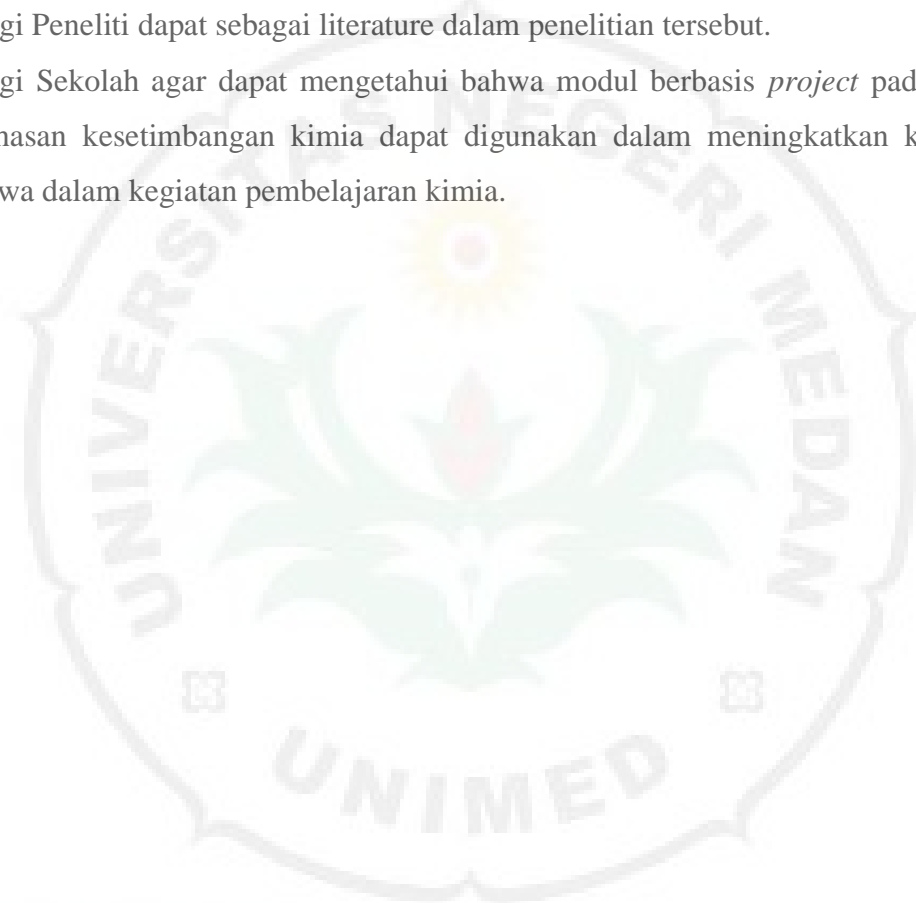 gi Peneliti dapat sebagai literature dalam penelitian tersebut.
gi Sekolah agar dapat mengetahui bahwa modul berbasis project pad
nasan kesetimbangan kimia dapat digunakan dalam meningkatkan k
wa dalam kegiatan pembelajaran kimia.
UNIVERSITAS NEGERI MEDAN
UNIMED